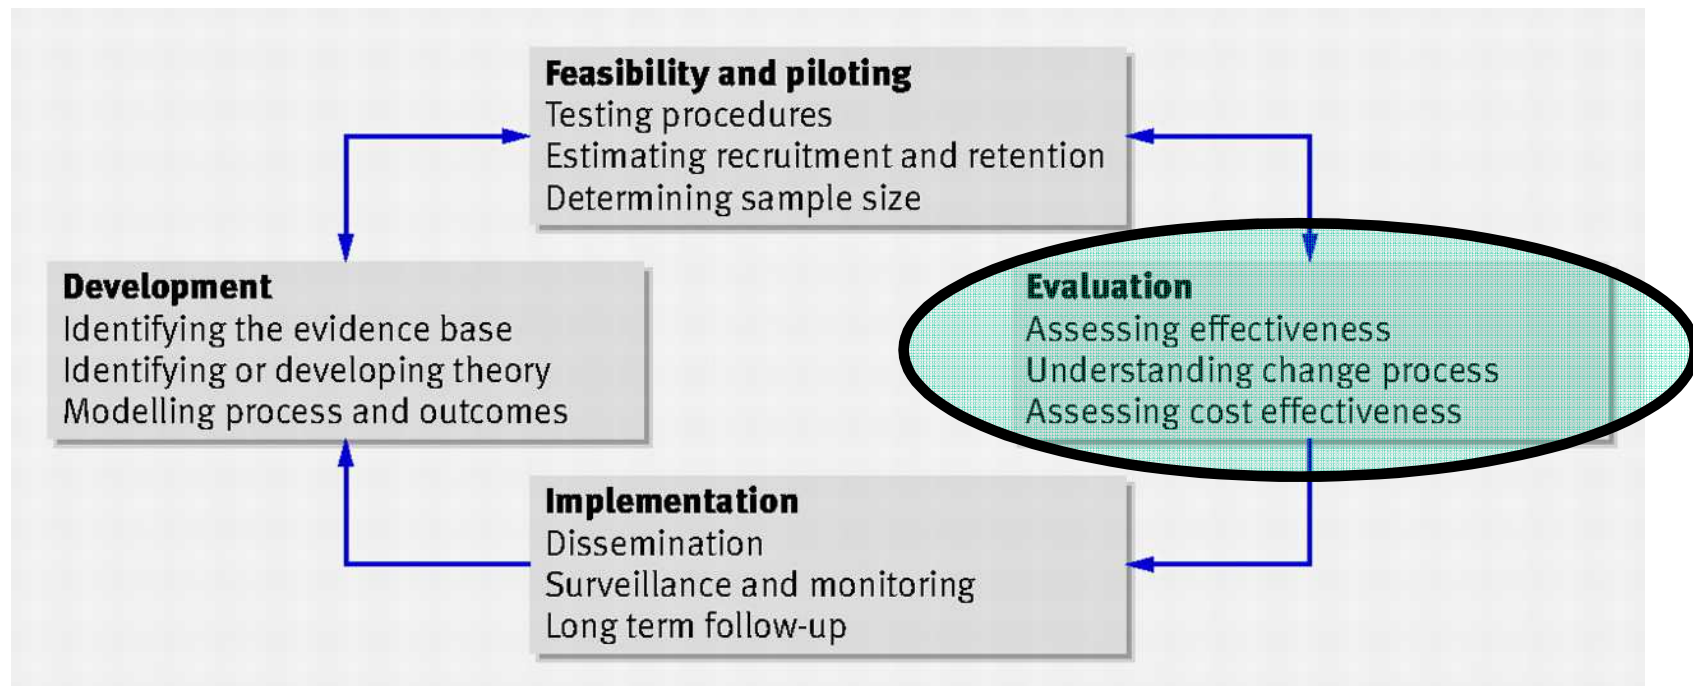 Feasibility and piloting
Testing procedures
Estimating recruitment and retention
Determining sample size
Development
Identifying the evidence base
Identifying or developing theory
Modelling process and outcomes
Evaluation
Assessing effectiveness
Understanding change process
Assessing cost effectiveness
Implementation
Dissemination
Surveillance and monitoring
Long term follow-up